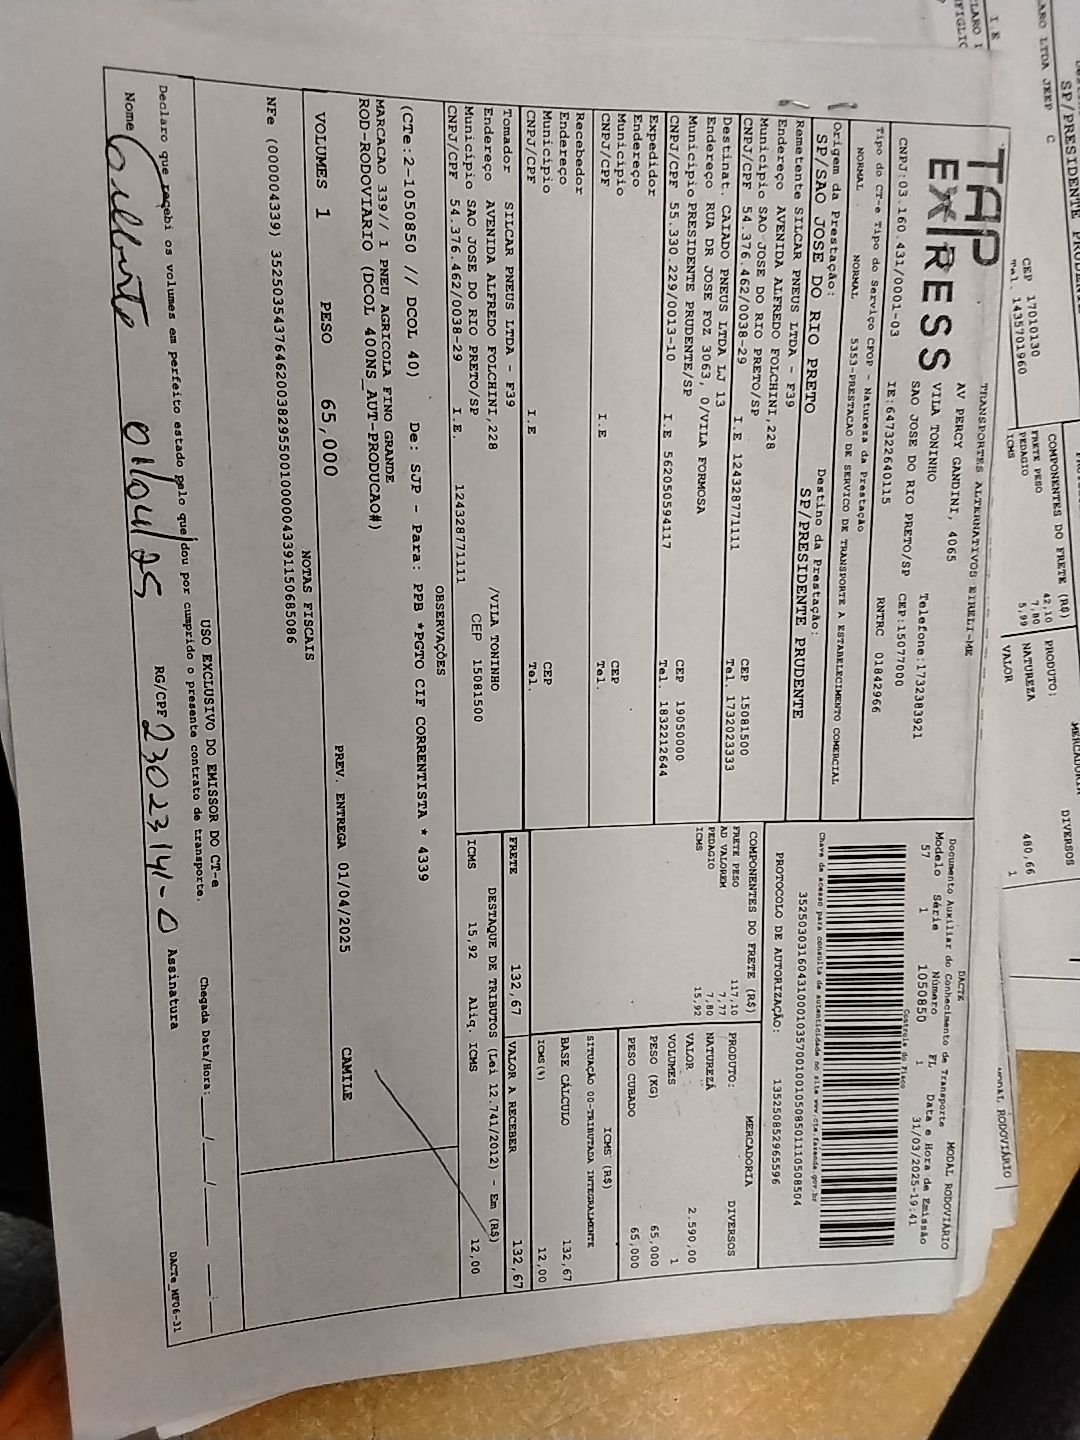 TAP
EXPRESS
TRANSPORTES ALTERNATIVOS EIRELI-ME
AV PERCY GANDINI, 4065
VILA TONINHO
SAO JOSE DO RIO PRETO/SP
Telefone:1732383921
CEP:15077000
CNPJ:03.160.431/0001-03
IE:647322640115
RNTRC 01842966
DACTE
Documento Auxiliar do Conhecimento de Transporte
MODAL RODOVIÁRIO
Modelo Série Número FL Data e Hora de Emissão
57 1 1050850 1 31/03/2025-19:41
Controle do Fisco
Chave de acesso para consulta de autenticidade no site www.cte.fazenda.gov.br
PROTOCOLO DE AUTORIZAÇÃO: 135250852965596
Tipo do CT-e Tipo do Serviço CFOP - Natureza da Prestação
NORMAL NORMAL 5353-PRESTACAO DE SERVICO DE TRANSPORTE A ESTABELECIMENTO COMERCIAL
Origem da Prestação: Destino da Prestação:
SP/SAO JOSE DO RIO PRETO SP/PRESIDENTE PRUDENTE
Remetente SILCAR PNEUS LTDA - F39
Endereço AVENIDA ALFREDO FOLCHINI,228
Município SAO JOSE DO RIO PRETO/SP CEP 15081500
CNPJ/CPF 54.376.462/0038-29 I.E 124328771111 Tel. 1732023333
Destinat. CAIADO PNEUS LTDA LJ 13
Endereço RUA DR JOSE FOZ 3063, 0/VILA FORMOSA
Município PRESIDENTE PRUDENTE/SP CEP 19050000
CNPJ/CPF 55.330.229/0013-10 I.E 562050594117 Tel. 1832212644
Expedidor
Endereço
Município CEP
CNPJ/CPF I.E Tel.
Recebedor
Endereço
Município CEP
CNPJ/CPF I.E Tel.
COMPONENTES DO FRETE (R$)
FRETE PESO 117,10
AD VALOREM 7,77
PEDAGIO 7,80
ICMS 15,92
MERCADORIA
PRODUTO: DIVERSOS
NATUREZA
VALOR 2.590,00
VOLUMES 1
PESO (KG) 65,000
PESO CUBADO 65,000
ICMS (R$)
SITUAÇÃO 00-TRIBUTADA INTEGRALMENTE
BASE CÁLCULO 132,67
ICMS(%) 12,00
Tomador SILCAR PNEUS LTDA - F39
Endereço AVENIDA ALFREDO FOLCHINI,228 /VILA TONINHO
Município SAO JOSE DO RIO PRETO/SP CEP 15081500
CNPJ/CPF 54.376.462/0038-29 I.E. 124328771111
FRETE 132,67 VALOR A RECEBER 132,67
DESTAQUE DE TRIBUTOS (Lei 12.741/2012) - Em (R$)
ICMS 15,92 Aliq. ICMS 12,00
OBSERVAÇÕES
(CTe:2-1050850 // DCOL 40) De: SJP - Para: PPB *PGTO CIF CORRENTISTA * 4339
MARCACAO 339// 1 PNEU AGRICOLA FINO GRANDE
ROD-RODOVIARIO (DCOL 400NS_AUT-PRODUCAO#)
VOLUMES 1 PESO 65,000 PREV. ENTREGA 01/04/2025 CAMILE
NOTAS FISCAIS
USO EXCLUSIVO DO EMISSOR DO CT-e
Declaro que recebi os volumes em perfeito estado pelo que dou por cumprido o presente contrato de transporte.
Chegada Data/Hora: ___/___/___ ___:___
Nome Gilberto 01/04/25 RG/CPF 23023141-0 Assinatura
DACTe_MF06-31
CEP 17010130
Tel. 1435701960
COMPONENTES DO FRETE (R$)
FRETE PESO 42,10
PEDAGIO 7,80
ICMS 5,99
PRODUTO: DIVERSOS
NATUREZA
VALOR 480,66
1
MODAL RODOVIÁRIO